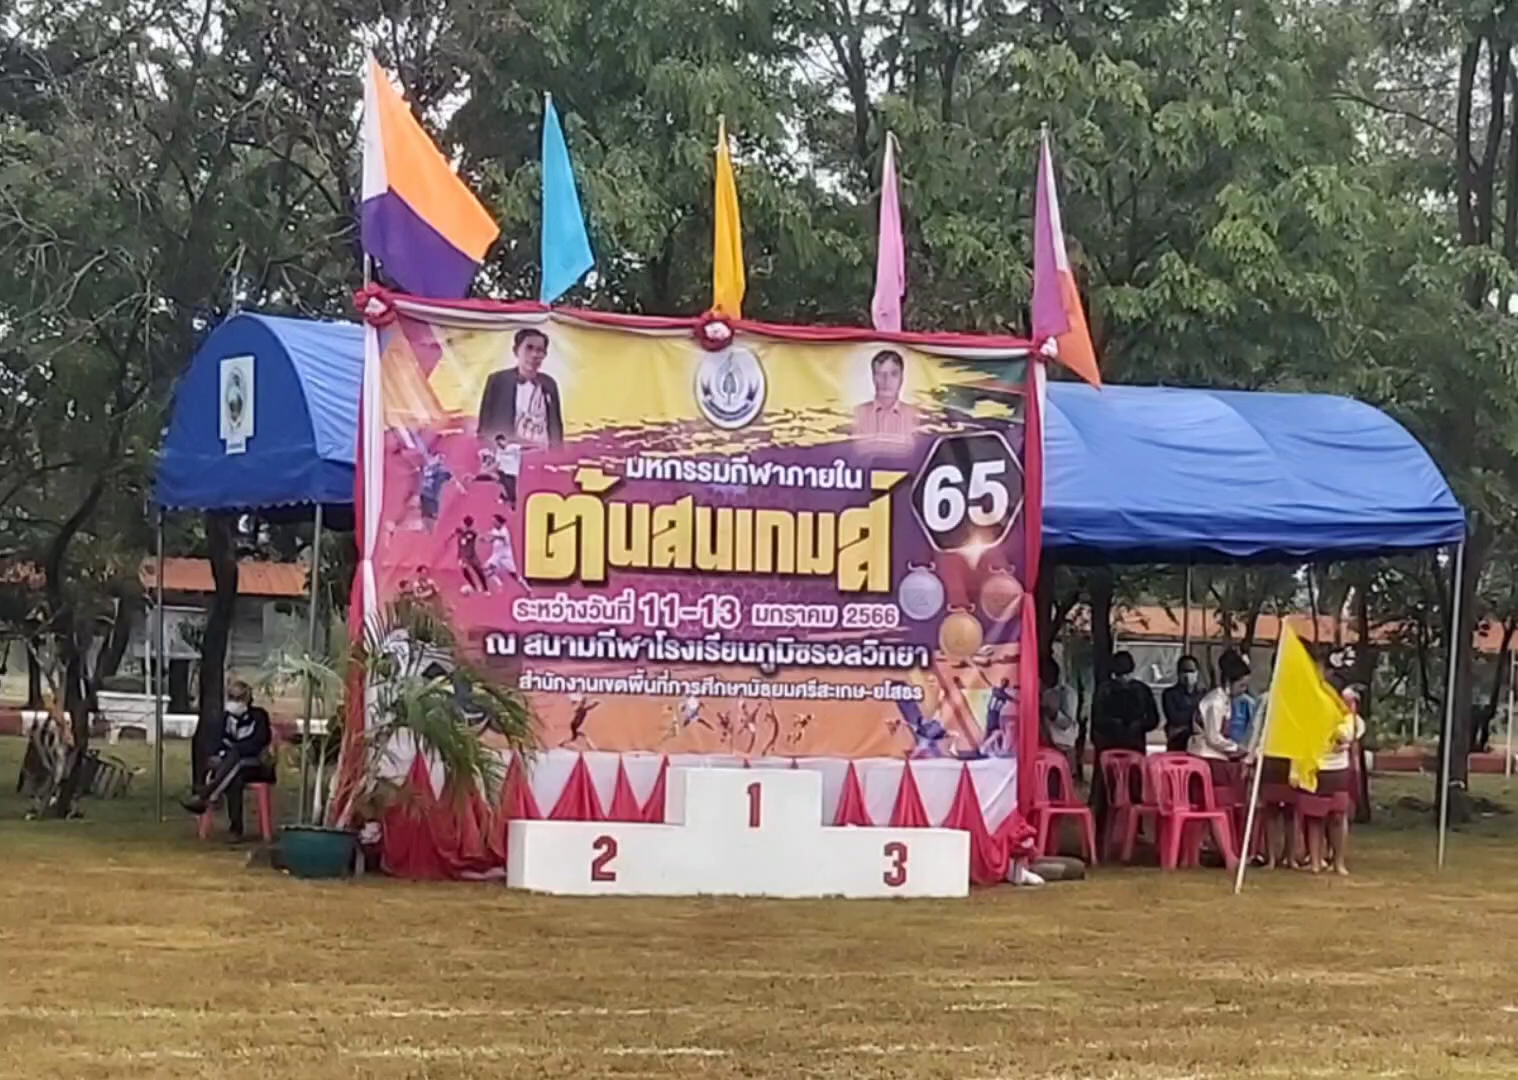 มหกรรมกีฬาภายใน
ต้นสนเกมส์
65
ระหว่างวันที่ 11-13 มกราคม 2566
ณ สนามกีฬาโรงเรียนภูมิซรอลวิทยา
สำนักงานเขตพื้นที่การศึกษามัธยมศรีสะเกษ-ยโสธร
1
2
3